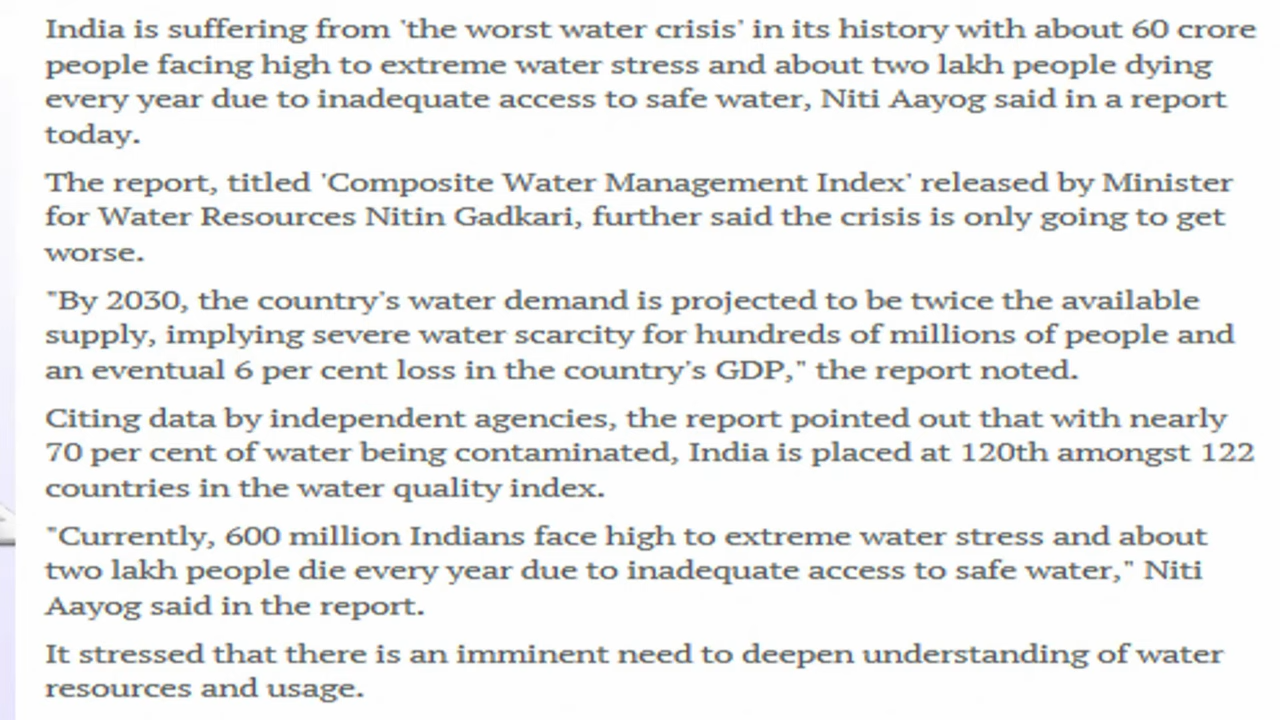 India is suffering from 'the worst water crisis' in its history with about 60 crore
people facing high to extreme water stress and about two lakh people dying
every year due to inadequate access to safe water, Niti Aayog said in a report
today.
The report, titled 'Composite Water Management Index' released by Minister
for Water Resources Nitin Gadkari, further said the crisis is only going to get
worse.
"By 2030, the country's water demand is projected to be twice the available
supply, implying severe water scarcity for hundreds of millions of people and
an eventual 6 per cent loss in the country's GDP," the report noted.
Citing data by independent agencies, the report pointed out that with nearly
70 per cent of water being contaminated, India is placed at 120th amongst 122
countries in the water quality index.
"Currently, 600 million Indians face high to extreme water stress and about
two lakh people die every year due to inadequate access to safe water," Niti
Aayog said in the report.
It stressed that there is an imminent need to deepen understanding of water
resources and usage.